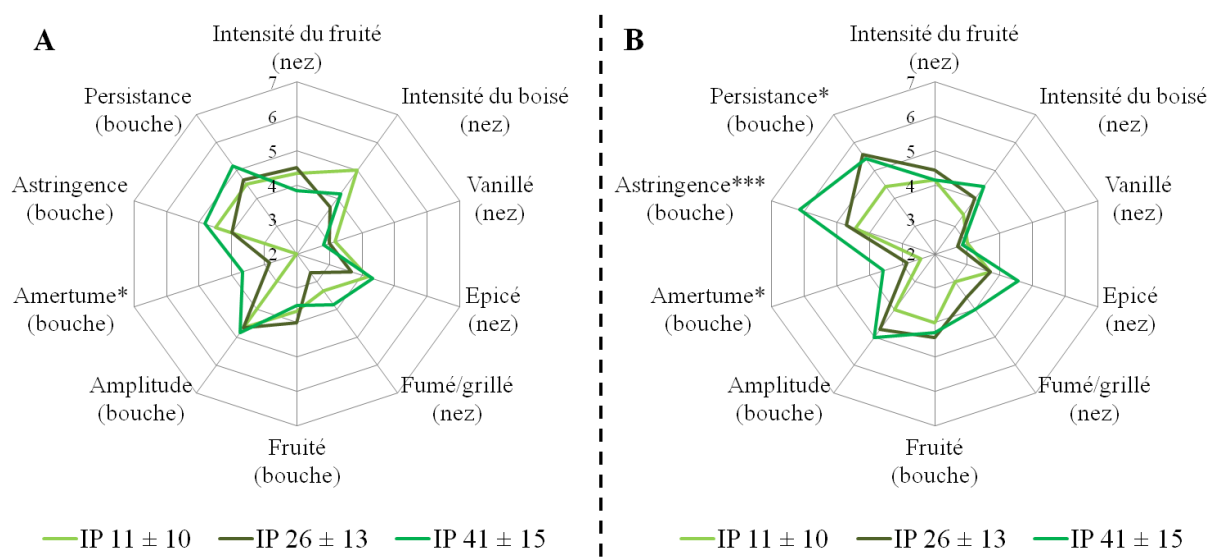 A
Intensité du fruité
(nez)
7
6
5
4
3
2
Intensité du boisé
(nez)
Vanillé
(nez)
Epicé
(nez)
Fumé/grillé
(nez)
Fruité
(bouche)
Amplitude
(bouche)
Amertume*
(bouche)
Astringence
(bouche)
Persistance
(bouche)
IP 11 ± 10
IP 26 ± 13
IP 41 ± 15
B
Intensité du fruité
(nez)
7
6
5
4
3
2
Intensité du boisé
(nez)
Vanillé
(nez)
Epicé
(nez)
Fumé/grillé
(nez)
Fruité
(bouche)
Amplitude
(bouche)
Amertume*
(bouche)
Astringence***
(bouche)
Persistance*
(bouche)
IP 11 ± 10
IP 26 ± 13
IP 41 ± 15